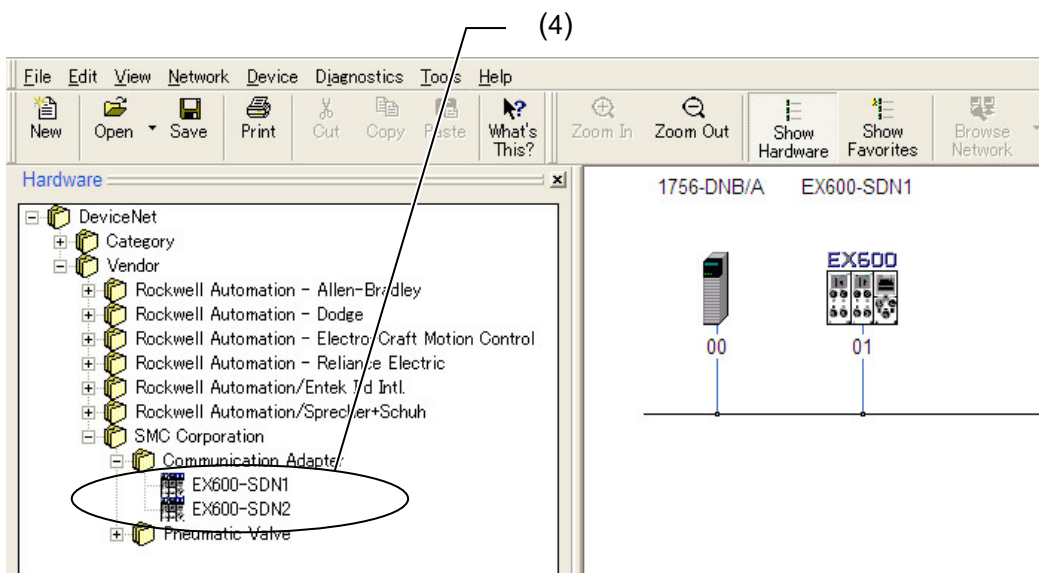 (4)
File Edit View Network Device Diagnostics Tools Help
New Open Save Print Cut Copy Paste What's This? Zoom In Zoom Out Show Hardware Show Favorites Browse Network
Hardware
DeviceNet
Category
Vendor
Rockwell Automation - Allen-Bradley
Rockwell Automation - Dodge
Rockwell Automation - Electro Craft Motion Control
Rockwell Automation - Reliance Electric
Rockwell Automation/Entek Ird Intl.
Rockwell Automation/Sprecher+Schuh
SMC Corporation
Communication Adapter
EX600-SDN1
EX600-SDN2
Pneumatic Valve
1756-DNB/A EX600-SDN1
EX600
00 01